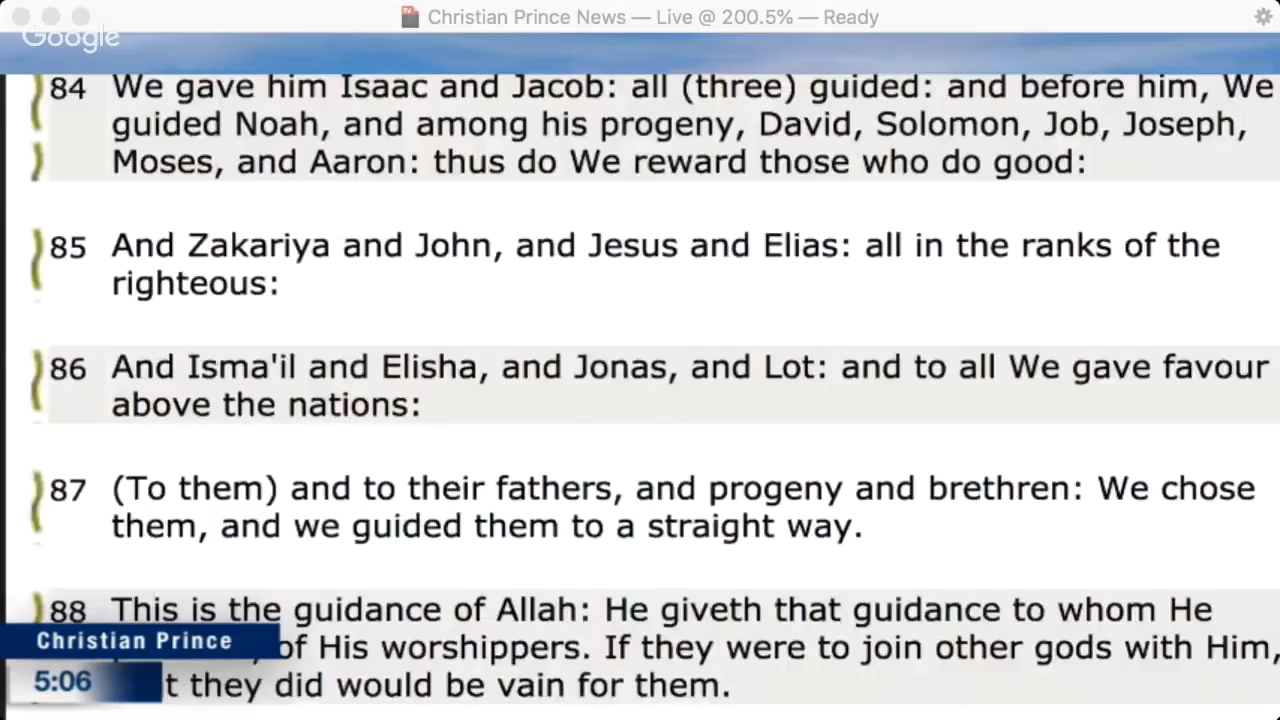 Christian Prince News — Live @ 200.5% — Ready
Google
84 We gave him Isaac and Jacob: all (three) guided: and before him, We
guided Noah, and among his progeny, David, Solomon, Job, Joseph,
Moses, and Aaron: thus do We reward those who do good:
85 And Zakariya and John, and Jesus and Elias: all in the ranks of the
righteous:
86 And Isma'il and Elisha, and Jonas, and Lot: and to all We gave favour
above the nations:
87 (To them) and to their fathers, and progeny and brethren: We chose
them, and we guided them to a straight way.
88 This is the guidance of Allah: He giveth that guidance to whom He
of His worshippers. If they were to join other gods with Him,
t they did would be vain for them.
Christian Prince
5:06